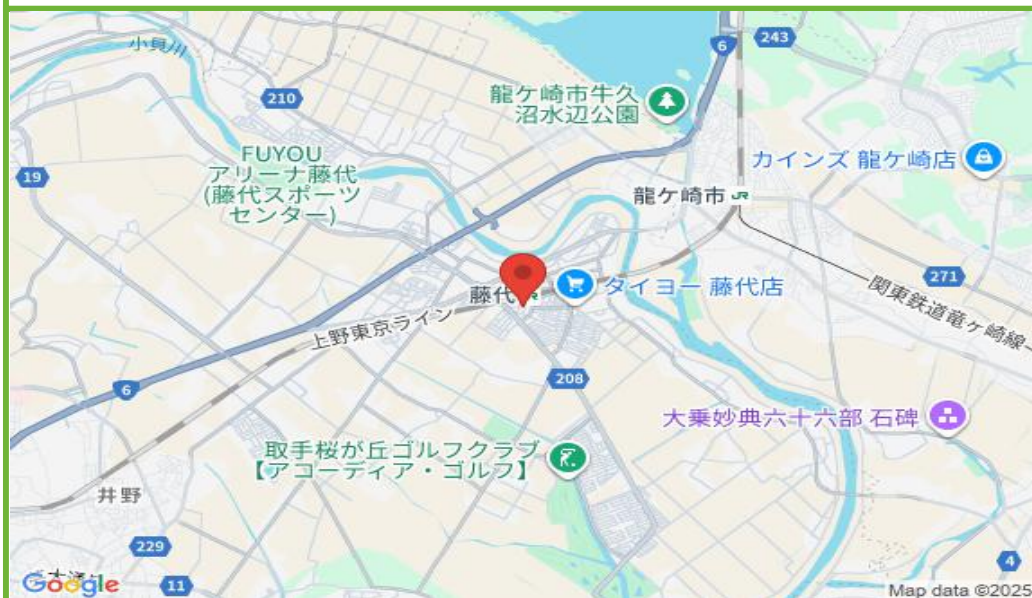 小貝川
6
243
210
龍ケ崎市牛久
沼水辺公園
FUYOU
アリーナ藤代
(藤代スポーツ
センター)
カインズ 龍ケ崎店
19
龍ケ崎市
JR
271
藤代
タイヨー 藤代店
関東鉄道竜ヶ崎線
上野東京ライン
6
208
大乗妙典六十六部 石碑
取手桜が丘ゴルフクラブ
【アコーディア・ゴルフ】
井野
229
4
Google
11
Map data ©2025